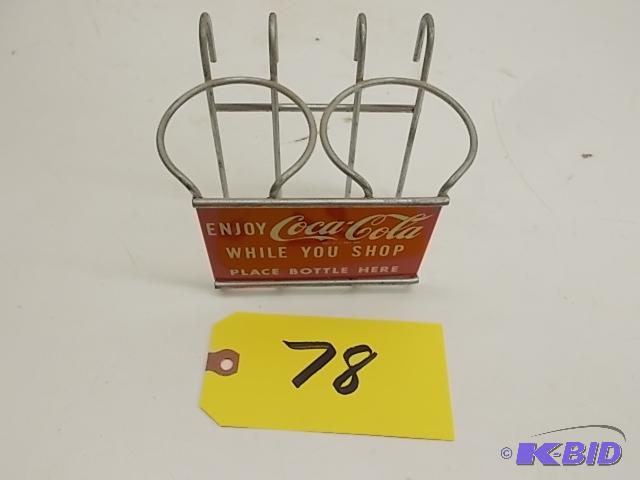 ENJOY Coca-Cola
WHILE YOU SHOP
PLACE BOTTLE HERE
78
© K-BID